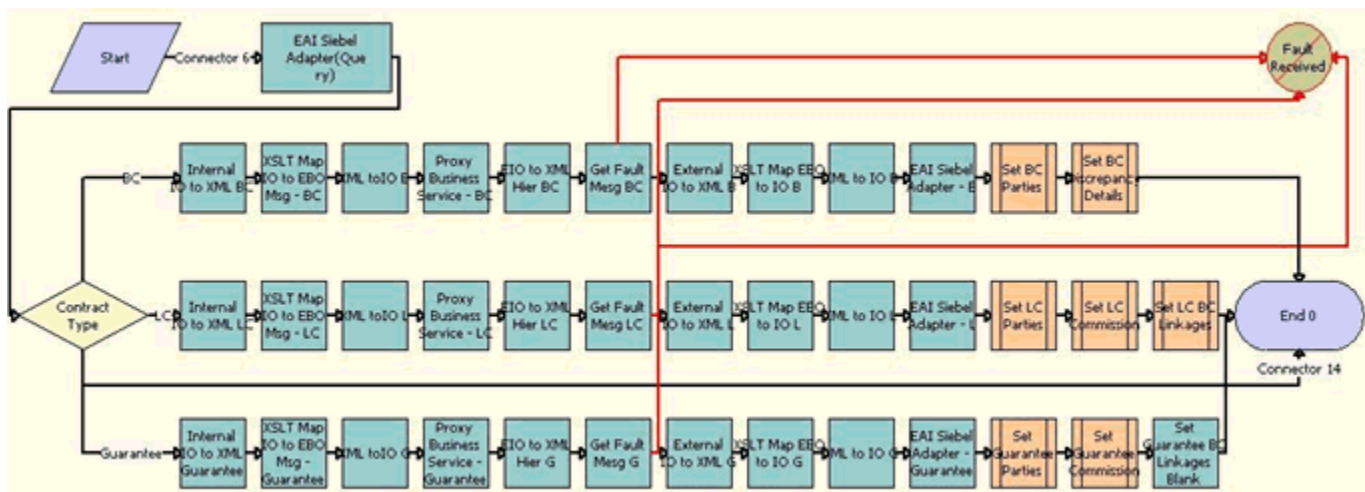 Start
Connector 6
EAI Siebel
Adapter(Que
ry)
Fault
Received
BC
Internal
IO to XML BC
XSLT Map
IO to EBO
Msg - BC
XML toIO B
Proxy
Business
Service - BC
EIO to XML
Hier BC
Get Fault
Mesg BC
External
IO to XML B
XSLT Map EBO
to IO B
XML to IO B
EAI Siebel
Adapter - B
Set BC
Parties
Set BC
Discrepancy
Details
Contract
Type
LC
Internal
IO to XML LC
XSLT Map
IO to EBO
Msg - LC
XML toIO L
Proxy
Business
Service - LC
EIO to XML
Hier LC
Get Fault
Mesg LC
External
IO to XML L
XSLT Map EBO
to IO L
XML to IO L
EAI Siebel
Adapter - L
Set LC
Parties
Set LC
Commission
Set LC BC
Linkages
End 0
Connector 14
Guarantee
Internal
IO to XML
Guarantee
XSLT Map
IO to EBO
Msg -
Guarantee
XML toIO G
Proxy
Business
Service -
Guarantee
EIO to XML
Hier G
Get Fault
Mesg G
External
IO to XML G
XSLT Map EBO
to IO G
XML to IO G
EAI Siebel
Adapter -
Guarantee
Set
Guarantee
Parties
Set
Guarantee
Commission
Set
Guarantee BC
Linkages
Blank